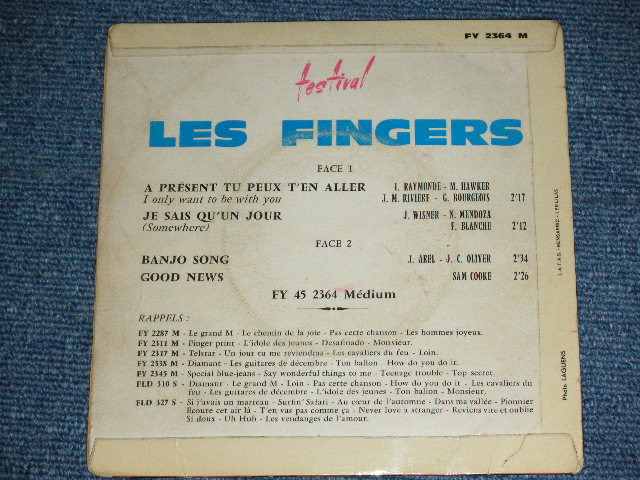 FY 2364 M
festival
LES FINGERS
FACE 1
A PRÉSENT TU PEUX T'EN ALLER I. RAYMONDE - M. HAWKER
I only want to be with you J. M. RIVIÈRE - G. BOURGEOIS 2'17
JE SAIS QU'UN JOUR J. WISNER - N. MENDOZA
(Somewhere) F. BLANCHE 2'12
FACE 2
BANJO SONG J. AREL - J. C. OLIVER 2'34
GOOD NEWS SAM COOKE 2'26
FY 45 2364 Médium
RAPPELS :
FY 2287 M - Le grand M - Le chemin de la joie - Pas cette chanson - Les hommes joyeux.
FY 2311 M - Finger print - L'idole des jeunes - Desafinado - Monsieur.
FY 2317 M - Telstar - Un jour tu me reviendras - Les cavaliers du feu - Loin.
FY 2338 M - Diamant - Les guitares de décembre - Ton ballon - How do you do it.
FY 2345 M - Special blue-jeans - Say wonderful things to me - Teenage trouble - Top secret.
FLD 310 S - Diamant - Le grand M - Loin - Pas cette chanson - How do you do it - Les cavaliers du
feu - Les guitares de décembre - L'idole des jeunes - Ton ballon - Monsieur.
FLD 327 S - Si j'avais un marteau - Surfin' Safari - Au cœur de l'automne - Dans ma vallée - Pionnier
Ecoute cet air là - T'en vas pas comme ça - Never love a stranger - Reviens vite et oublie
Si doux - Uh Huh - Les vendanges de l'amour.
Photo LAGUENS